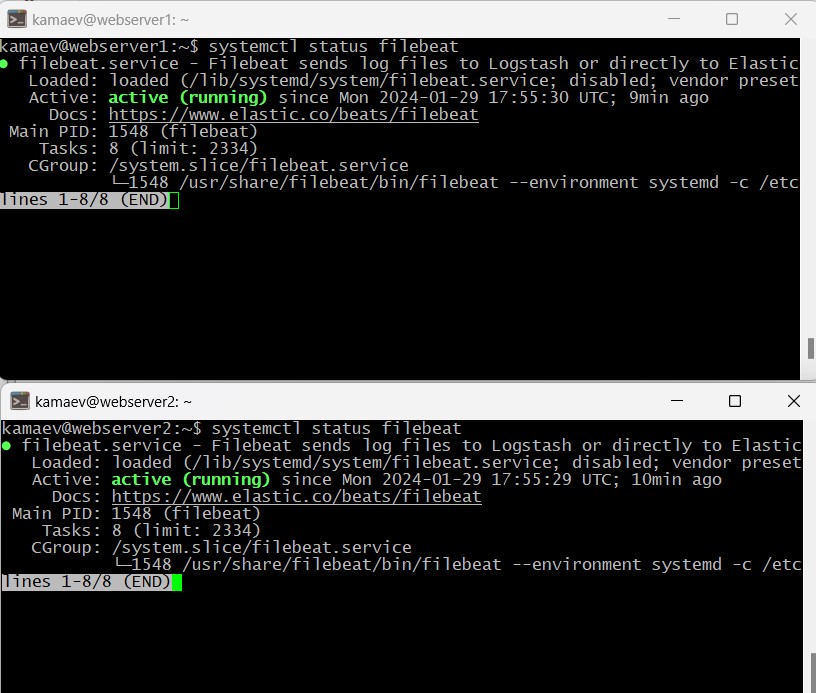 kamaev@webserver1: ~
kamaev@webserver1:~$ systemctl status filebeat
● filebeat.service - Filebeat sends log files to Logstash or directly to Elastic
Loaded: loaded (/lib/systemd/system/filebeat.service; disabled; vendor preset
Active: active (running) since Mon 2024-01-29 17:55:30 UTC; 9min ago
Docs: https://www.elastic.co/beats/filebeat
Main PID: 1548 (filebeat)
Tasks: 8 (limit: 2334)
CGroup: /system.slice/filebeat.service
└─1548 /usr/share/filebeat/bin/filebeat --environment systemd -c /etc
lines 1-8/8 (END)
kamaev@webserver2: ~
kamaev@webserver2:~$ systemctl status filebeat
● filebeat.service - Filebeat sends log files to Logstash or directly to Elastic
Loaded: loaded (/lib/systemd/system/filebeat.service; disabled; vendor preset
Active: active (running) since Mon 2024-01-29 17:55:29 UTC; 10min ago
Docs: https://www.elastic.co/beats/filebeat
Main PID: 1548 (filebeat)
Tasks: 8 (limit: 2334)
CGroup: /system.slice/filebeat.service
└─1548 /usr/share/filebeat/bin/filebeat --environment systemd -c /etc
lines 1-8/8 (END)